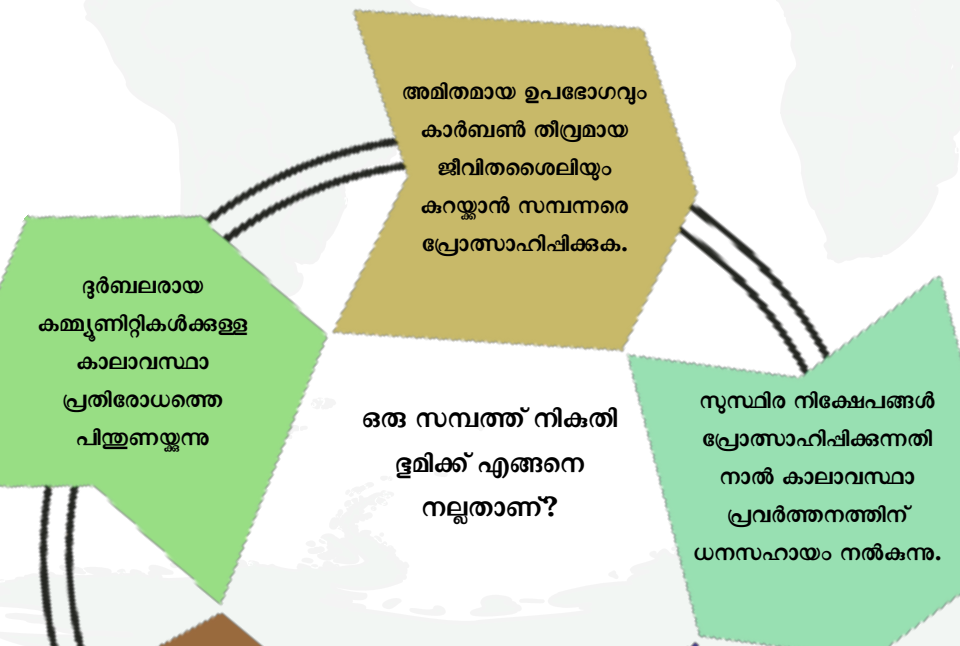 അമിതമായ ഉപഭോഗവും
കാർബൺ തീവ്രമായ
ജീവിതശൈലിയും
കുറയ്ക്കാൻ സമ്പന്നരെ
പ്രോത്സാഹിപ്പിക്കുക.
ദുർബലരായ
കമ്മ്യൂണിറ്റികൾക്കുള്ള
കാലാവസ്ഥാ
പ്രതിരോധത്തെ
പിന്തുണയ്ക്കുന്നു
ഒരു സമ്പത്ത് നികുതി
ഭൂമിക്ക് എങ്ങനെ
നല്ലതാണ്?
സുസ്ഥിര നിക്ഷേപങ്ങൾ
പ്രോത്സാഹിപ്പിക്കുന്നതി
നാൽ കാലാവസ്ഥാ
പ്രവർത്തനത്തിന്
ധനസഹായം നൽകുന്നു.